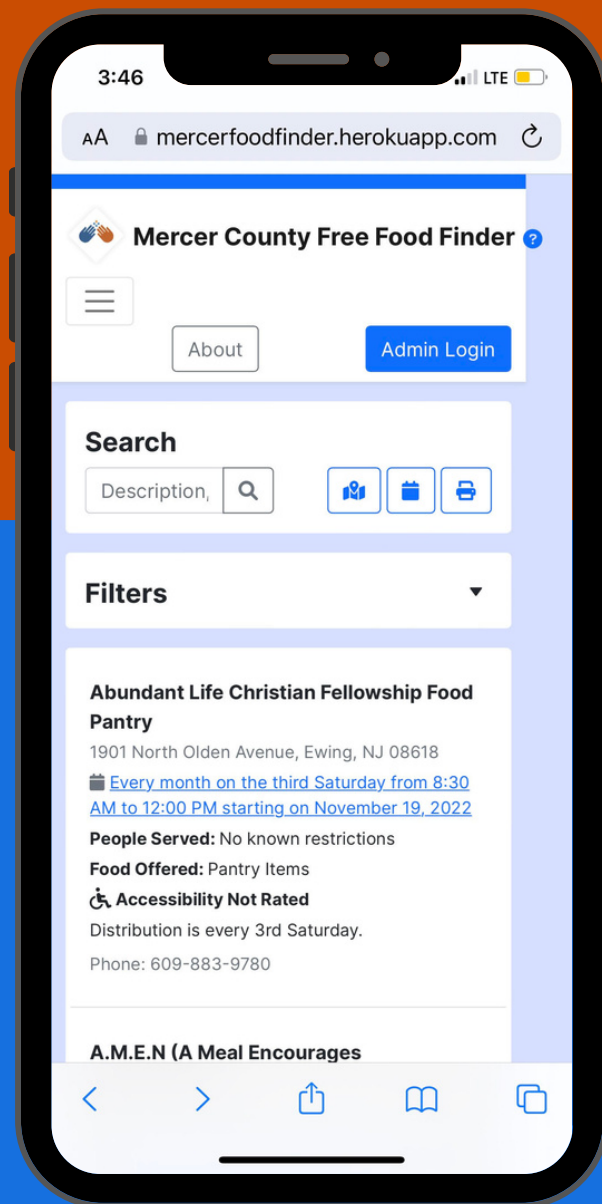 3:46 LTE
AA mercerfoodfinder.herokuapp.com
Mercer County Free Food Finder ?
About Admin Login
Search
Description,
Filters
Abundant Life Christian Fellowship Food
Pantry
1901 North Olden Avenue, Ewing, NJ 08618
Every month on the third Saturday from 8:30
AM to 12:00 PM starting on November 19, 2022
People Served: No known restrictions
Food Offered: Pantry Items
Accessibility Not Rated
Distribution is every 3rd Saturday.
Phone: 609-883-9780
A.M.E.N (A Meal Encourages